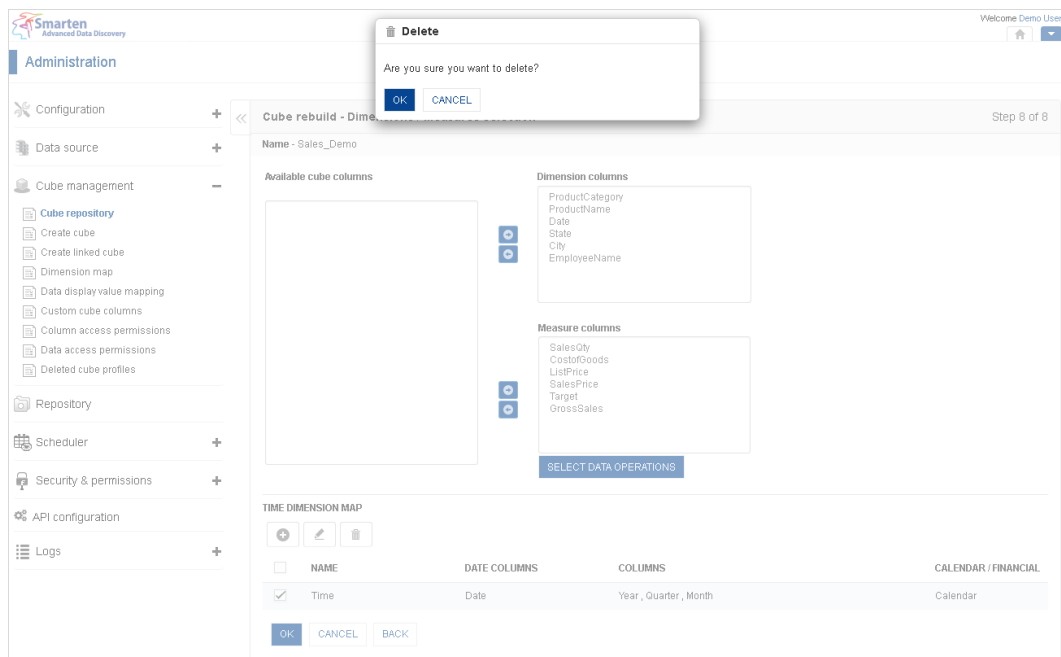 Smarten
Advanced Data Discovery
Welcome Demo User
Administration
Delete
Are you sure you want to delete?
OK CANCEL
Configuration
Data source
Cube management
Cube repository
Create cube
Create linked cube
Dimension map
Data display value mapping
Custom cube columns
Column access permissions
Data access permissions
Deleted cube profiles
Repository
Scheduler
Security & permissions
API configuration
Logs
Cube rebuild - Dimensions / Measures selection Step 8 of 8
Name - Sales_Demo
Available cube columns
Dimension columns
ProductCategory
ProductName
Date
State
City
EmployeeName
Measure columns
SalesQty
CostofGoods
ListPrice
SalesPrice
Target
GrossSales
SELECT DATA OPERATIONS
TIME DIMENSION MAP
NAME DATE COLUMNS COLUMNS CALENDAR / FINANCIAL
Time Date Year , Quarter , Month Calendar
OK CANCEL BACK